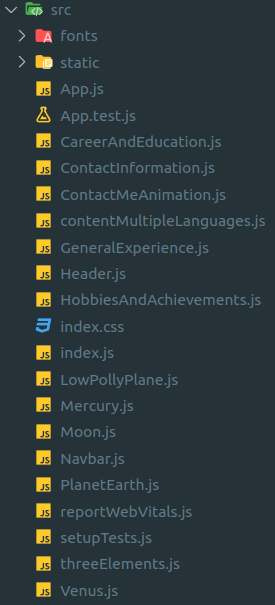 src
fonts
static
App.js
App.test.js
CareerAndEducation.js
ContactInformation.js
ContactMeAnimation.js
contentMultipleLanguages.js
GeneralExperience.js
Header.js
HobbiesAndAchievements.js
index.css
index.js
LowPollyPlane.js
Mercury.js
Moon.js
Navbar.js
PlanetEarth.js
reportWebVitals.js
setupTests.js
threeElements.js
Venus.js